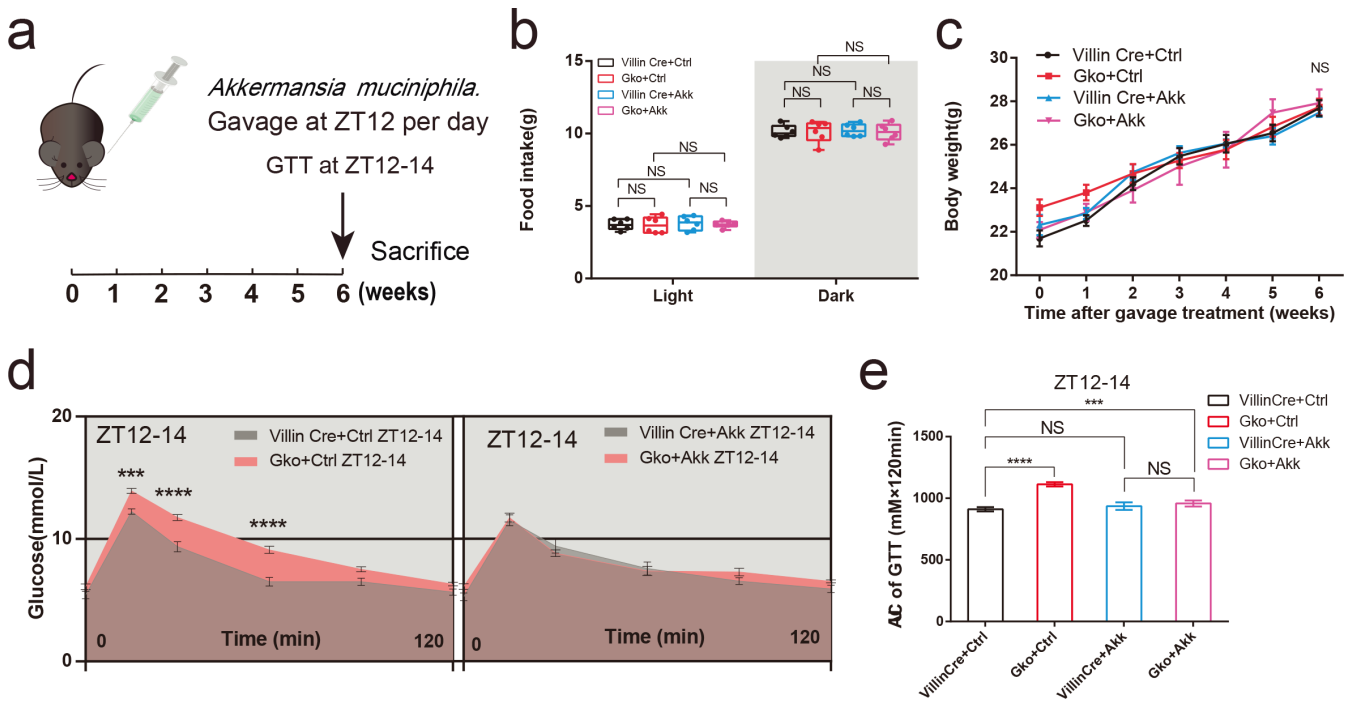 a
Akkermansia muciniphila.
Gavage at ZT12 per day
GTT at ZT12-14
Sacrifice
0 1 2 3 4 5 6 (weeks)
b
Food intake(g)
15
10
5
0
Villin Cre+Ctrl
Gko+Ctrl
Villin Cre+Akk
Gko+Akk
NS
NS
NS NS
NS
NS
NS NS
Light Dark
c
Body weight(g)
28
26
24
22
20
Villin Cre+Ctrl
Gko+Ctrl
Villin Cre+Akk
Gko+Akk
NS
0 1 2 3 4 5 6
Time after gavage treatment (weeks)
d
Glucose(mmol/L)
20
10
0
ZT12-14
Villin Cre+Ctrl ZT12-14
Gko+Ctrl ZT12-14
***
****
****
0 Time (min) 120
ZT12-14
Villin Cre+Akk ZT12-14
Gko+Akk ZT12-14
0 Time (min) 120
e
ZT12-14
***
NS
****
NS
VillinCre+Ctrl
Gko+Ctrl
VillinCre+Akk
Gko+Akk
of GTT (mM×120min)
1500
1000
500
0
VillinCre+Ctrl
Gko+Ctrl
VillinCre+Akk
Gko+Akk